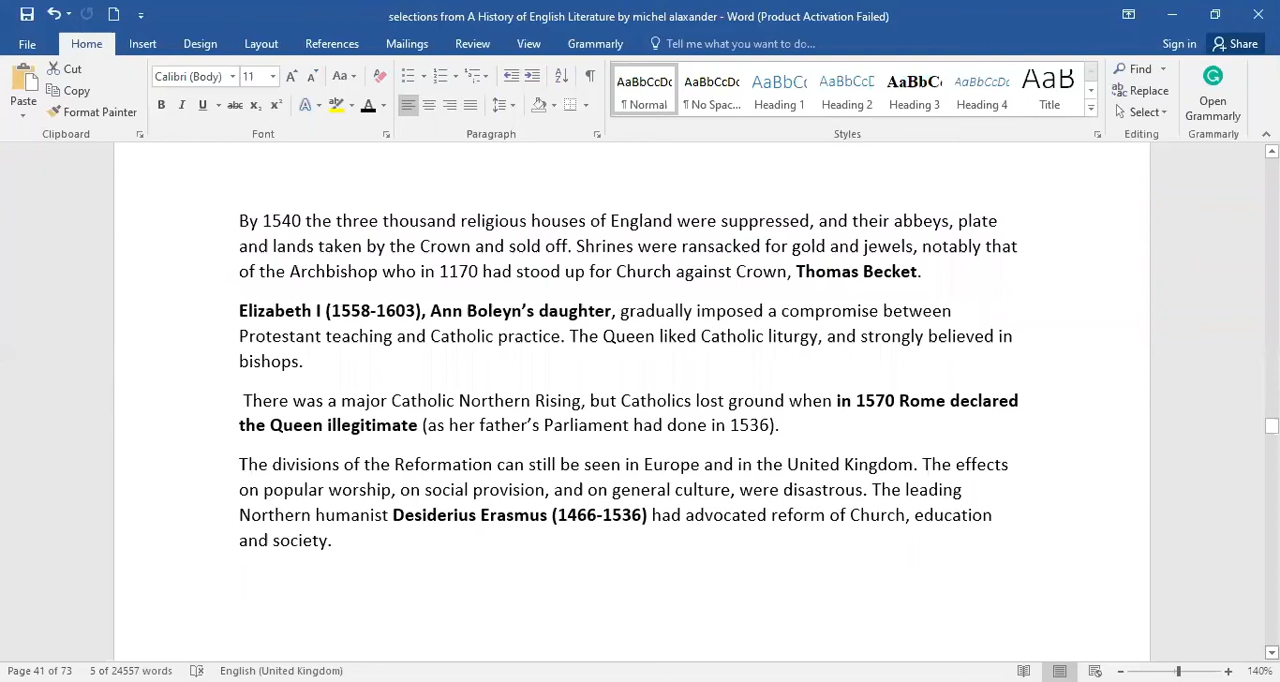 selections from A History of English Literature by michel alaxander - Word (Product Activation Failed)
File Home Insert Design Layout References Mailings Review View Grammarly Tell me what you want to do... Sign in Share
Paste Cut Copy Format Painter
Clipboard
Calibri (Body) 11
Font
Paragraph
AaBbCcDc ¶ Normal
AaBbCcDc ¶ No Spac...
AaBbCc Heading 1
AaBbCcD Heading 2
AaBbCc Heading 3
AaBbCcDc Heading 4
AaB Title
Styles
Find
Replace
Select
Editing
Open Grammarly
Grammarly
By 1540 the three thousand religious houses of England were suppressed, and their abbeys, plate
and lands taken by the Crown and sold off. Shrines were ransacked for gold and jewels, notably that
of the Archbishop who in 1170 had stood up for Church against Crown, Thomas Becket.
Elizabeth I (1558-1603), Ann Boleyn’s daughter, gradually imposed a compromise between
Protestant teaching and Catholic practice. The Queen liked Catholic liturgy, and strongly believed in
bishops.
There was a major Catholic Northern Rising, but Catholics lost ground when in 1570 Rome declared
the Queen illegitimate (as her father’s Parliament had done in 1536).
The divisions of the Reformation can still be seen in Europe and in the United Kingdom. The effects
on popular worship, on social provision, and on general culture, were disastrous. The leading
Northern humanist Desiderius Erasmus (1466-1536) had advocated reform of Church, education
and society.
Page 41 of 73 5 of 24557 words English (United Kingdom) 140%